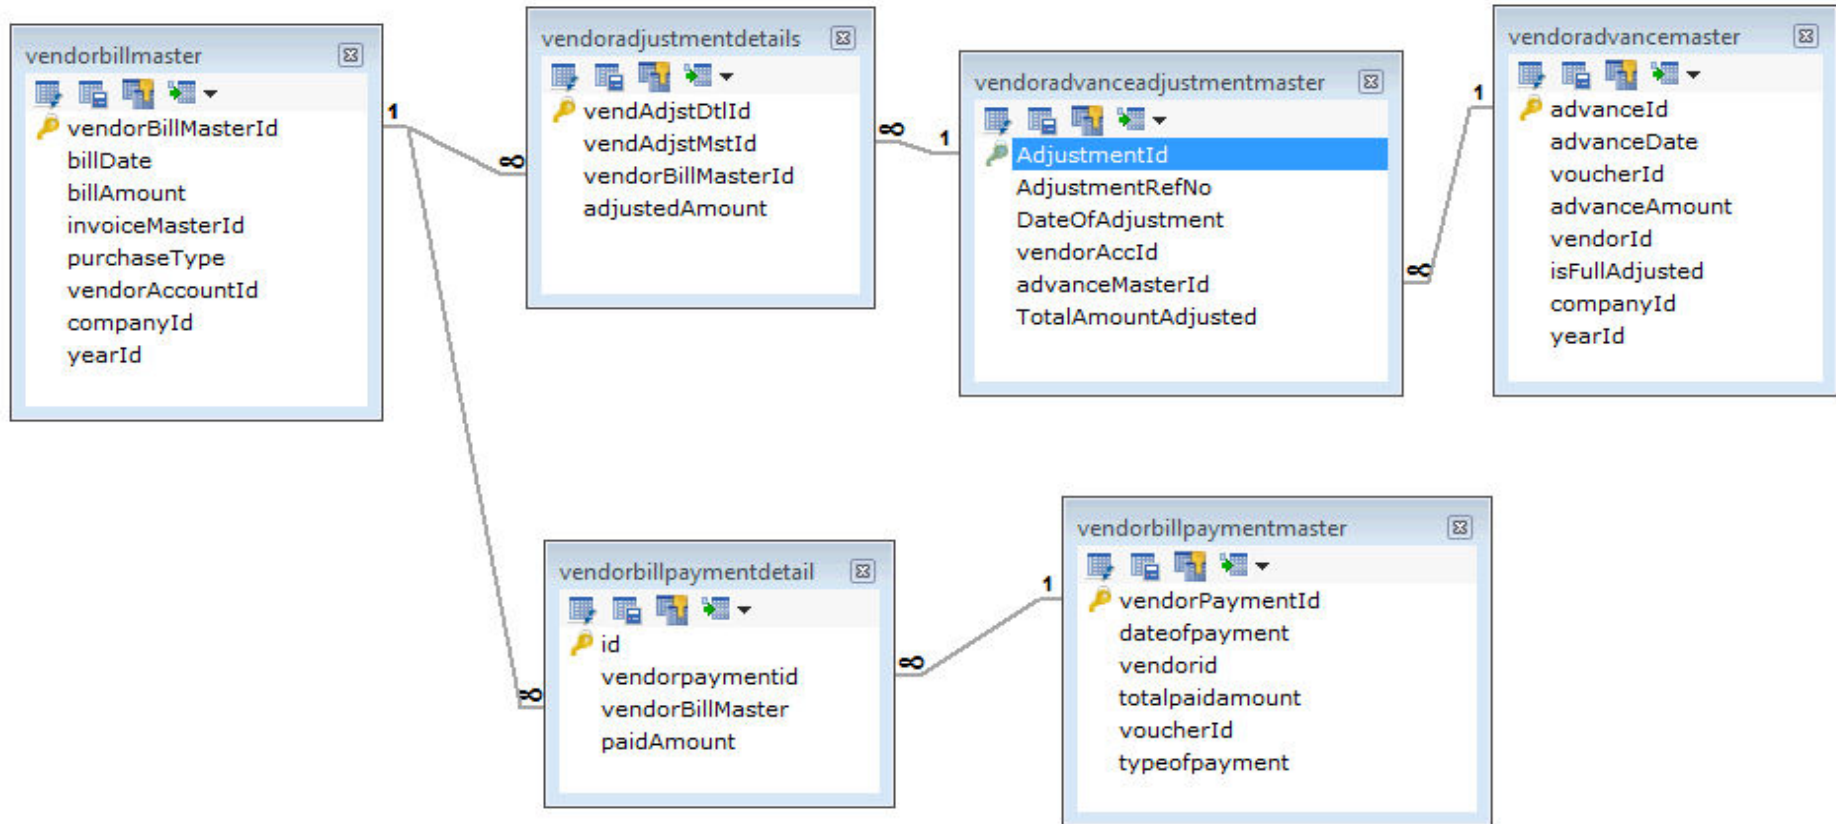 vendorbillmaster
vendorBillMasterId
billDate
billAmount
invoiceMasterId
purchaseType
vendorAccountId
companyId
yearId
1
∞
∞
vendoradjustmentdetails
vendAdjstDtlId
vendAdjstMstId
vendorBillMasterId
adjustedAmount
∞
1
vendoradvanceadjustmentmaster
AdjustmentId
AdjustmentRefNo
DateOfAdjustment
vendorAccId
advanceMasterId
TotalAmountAdjusted
∞
1
vendoradvancemaster
advanceId
advanceDate
voucherId
advanceAmount
vendorId
isFullAdjusted
companyId
yearId
vendorbillpaymentdetail
id
vendorpaymentid
vendorBillMaster
paidAmount
∞
1
vendorbillpaymentmaster
vendorPaymentId
dateofpayment
vendorid
totalpaidamount
voucherId
typeofpayment